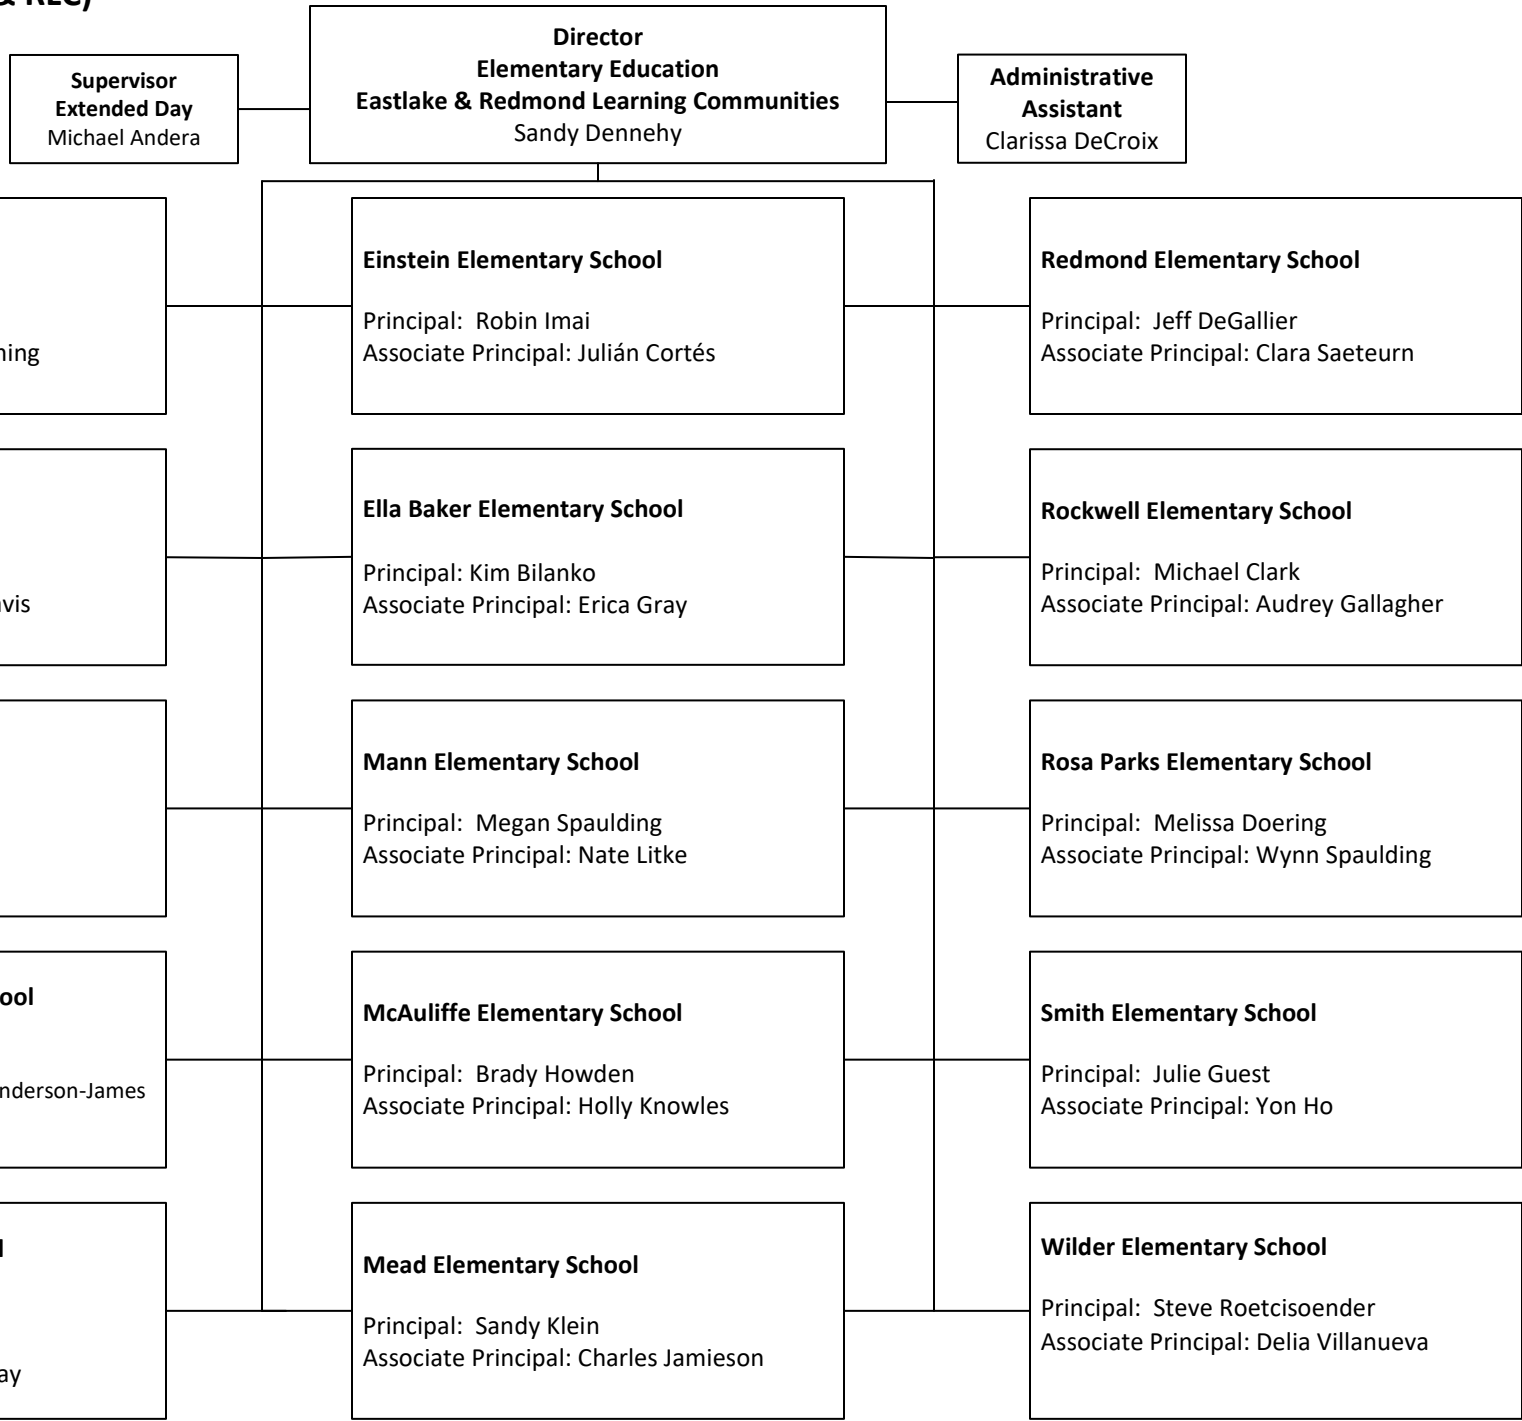 & REC)
Director
Elementary Education
Eastlake & Redmond Learning Communities
Sandy Dennehy
Supervisor
Extended Day
Michael Andera
Administrative
Assistant
Clarissa DeCroix
Einstein Elementary School
Principal: Robin Imai
Associate Principal: Julián Cortés
Redmond Elementary School
Principal: Jeff DeGallier
Associate Principal: Clara Saeteurn
Ella Baker Elementary School
Principal: Kim Bilanko
Associate Principal: Erica Gray
Rockwell Elementary School
Principal: Michael Clark
Associate Principal: Audrey Gallagher
Mann Elementary School
Principal: Megan Spaulding
Associate Principal: Nate Litke
Rosa Parks Elementary School
Principal: Melissa Doering
Associate Principal: Wynn Spaulding
nderson-James
McAuliffe Elementary School
Principal: Brady Howden
Associate Principal: Holly Knowles
Smith Elementary School
Principal: Julie Guest
Associate Principal: Yon Ho
Mead Elementary School
Principal: Sandy Klein
Associate Principal: Charles Jamieson
Wilder Elementary School
Principal: Steve Roetcisoender
Associate Principal: Delia Villanueva